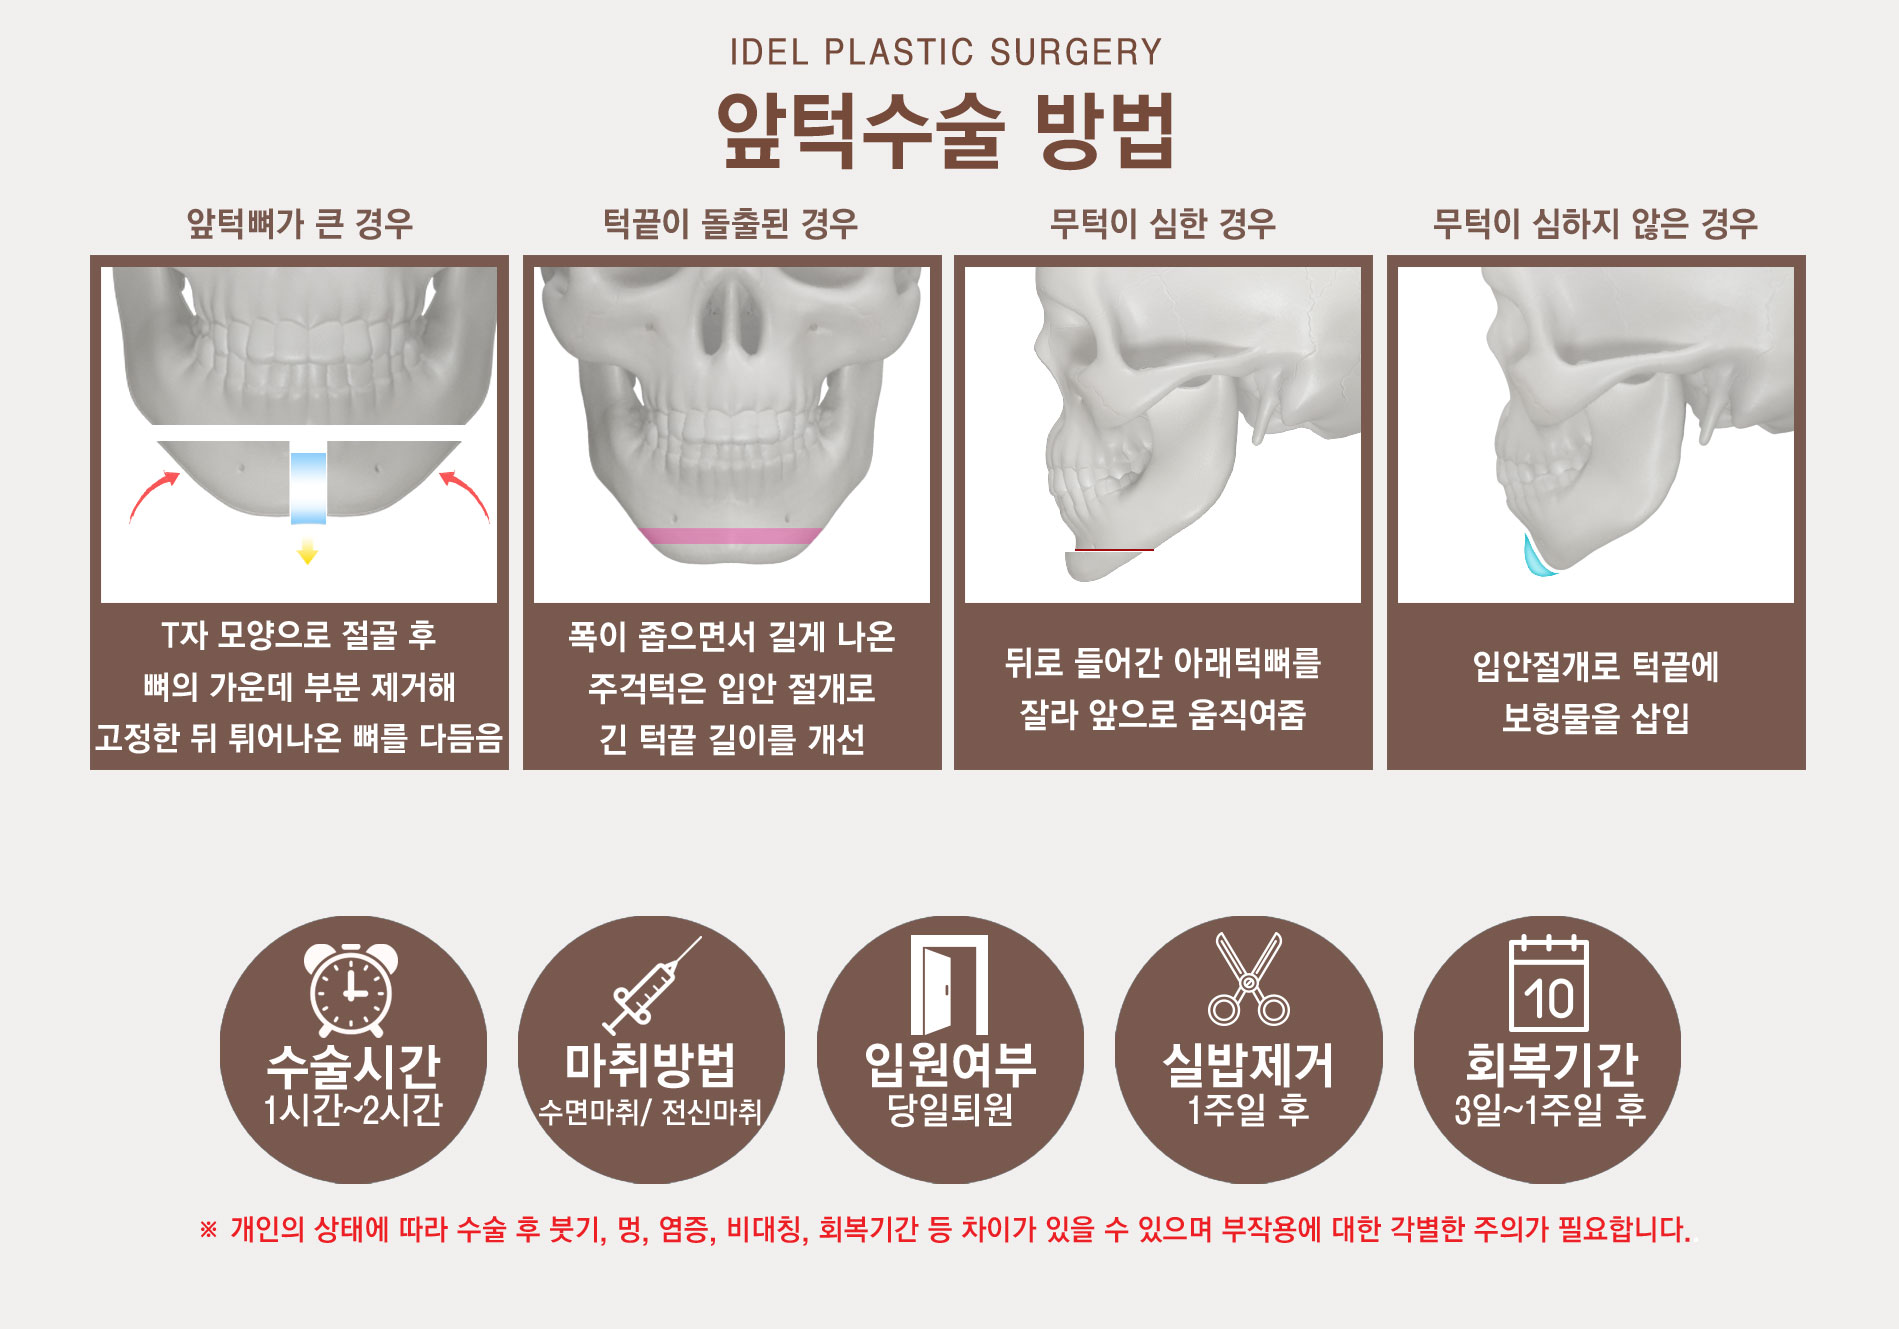 IDEL PLASTIC SURGERY
앞턱수술 방법
앞턱뼈가 큰 경우
T자 모양으로 절골 후
뼈의 가운데 부분 제거해
고정한 뒤 튀어나온 뼈를 다듬음
턱끝이 돌출된 경우
폭이 좁으면서 길게 나온
주걱턱은 입안 절개로
긴 턱끝 길이를 개선
무턱이 심한 경우
뒤로 들어간 아래턱뼈를
잘라 앞으로 움직여줌
무턱이 심하지 않은 경우
입안절개로 턱끝에
보형물을 삽입
수술시간
1시간~2시간
마취방법
수면마취/ 전신마취
입원여부
당일퇴원
실밥제거
1주일 후
10
회복기간
3일~1주일 후
※ 개인의 상태에 따라 수술 후 붓기, 멍, 염증, 비대칭, 회복기간 등 차이가 있을 수 있으며 부작용에 대한 각별한 주의가 필요합니다..